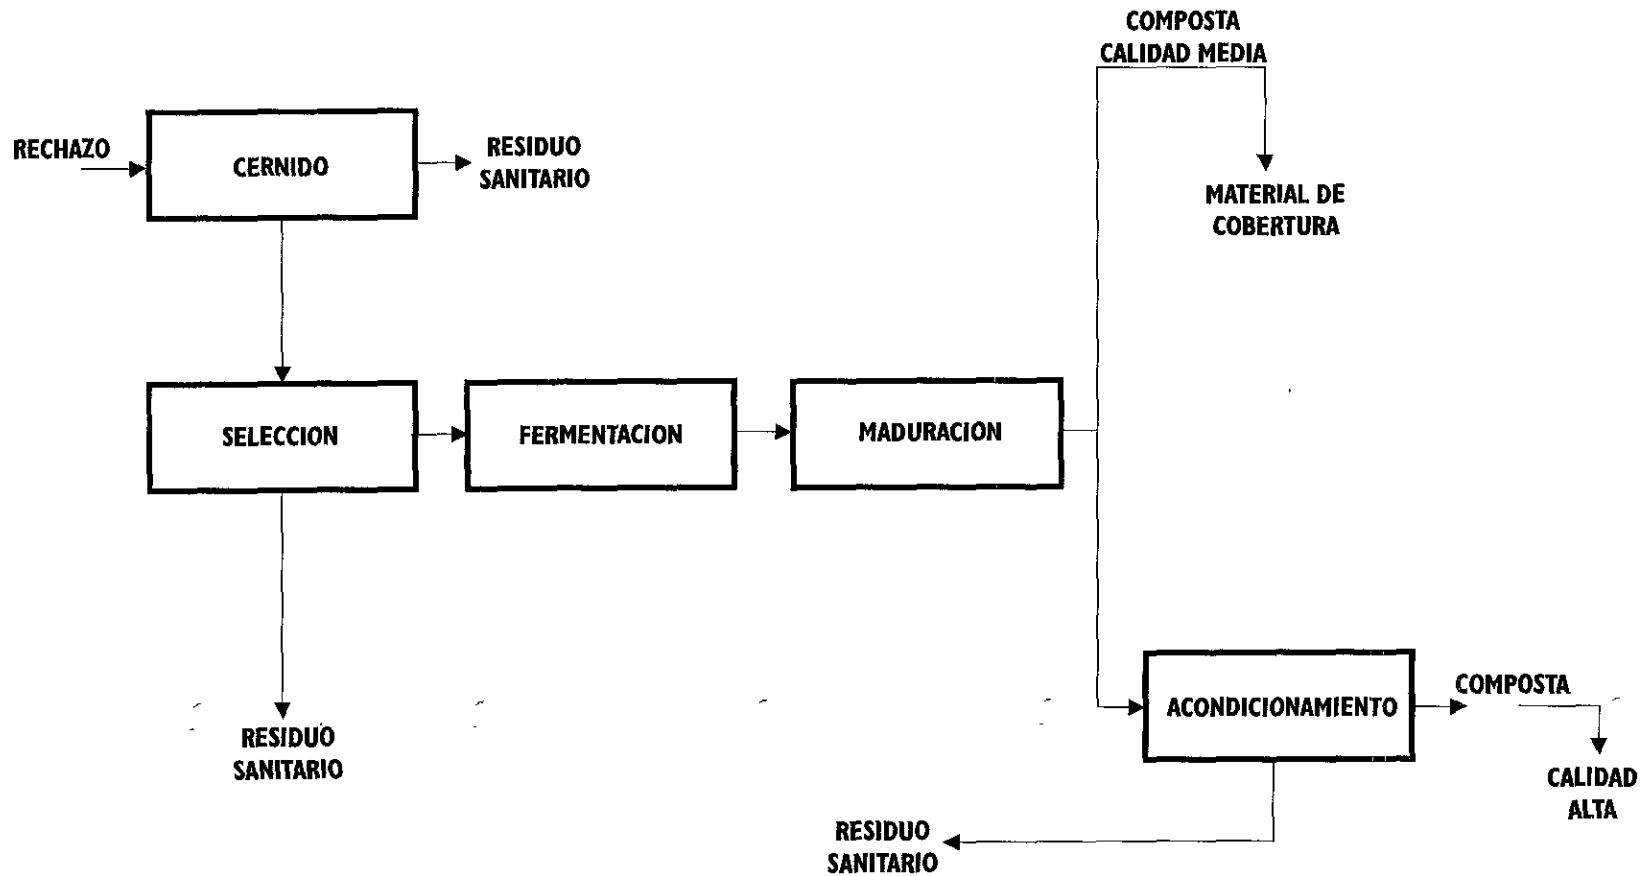 COMPOSTA
CALIDAD MEDIA
RECHAZO
CERNIDO
RESIDUO
SANITARIO
MATERIAL DE
COBERTURA
SELECCION
FERMENTACION
MADURACION
RESIDUO
SANITARIO
ACONDICIONAMIENTO
COMPOSTA
CALIDAD
ALTA
RESIDUO
SANITARIO